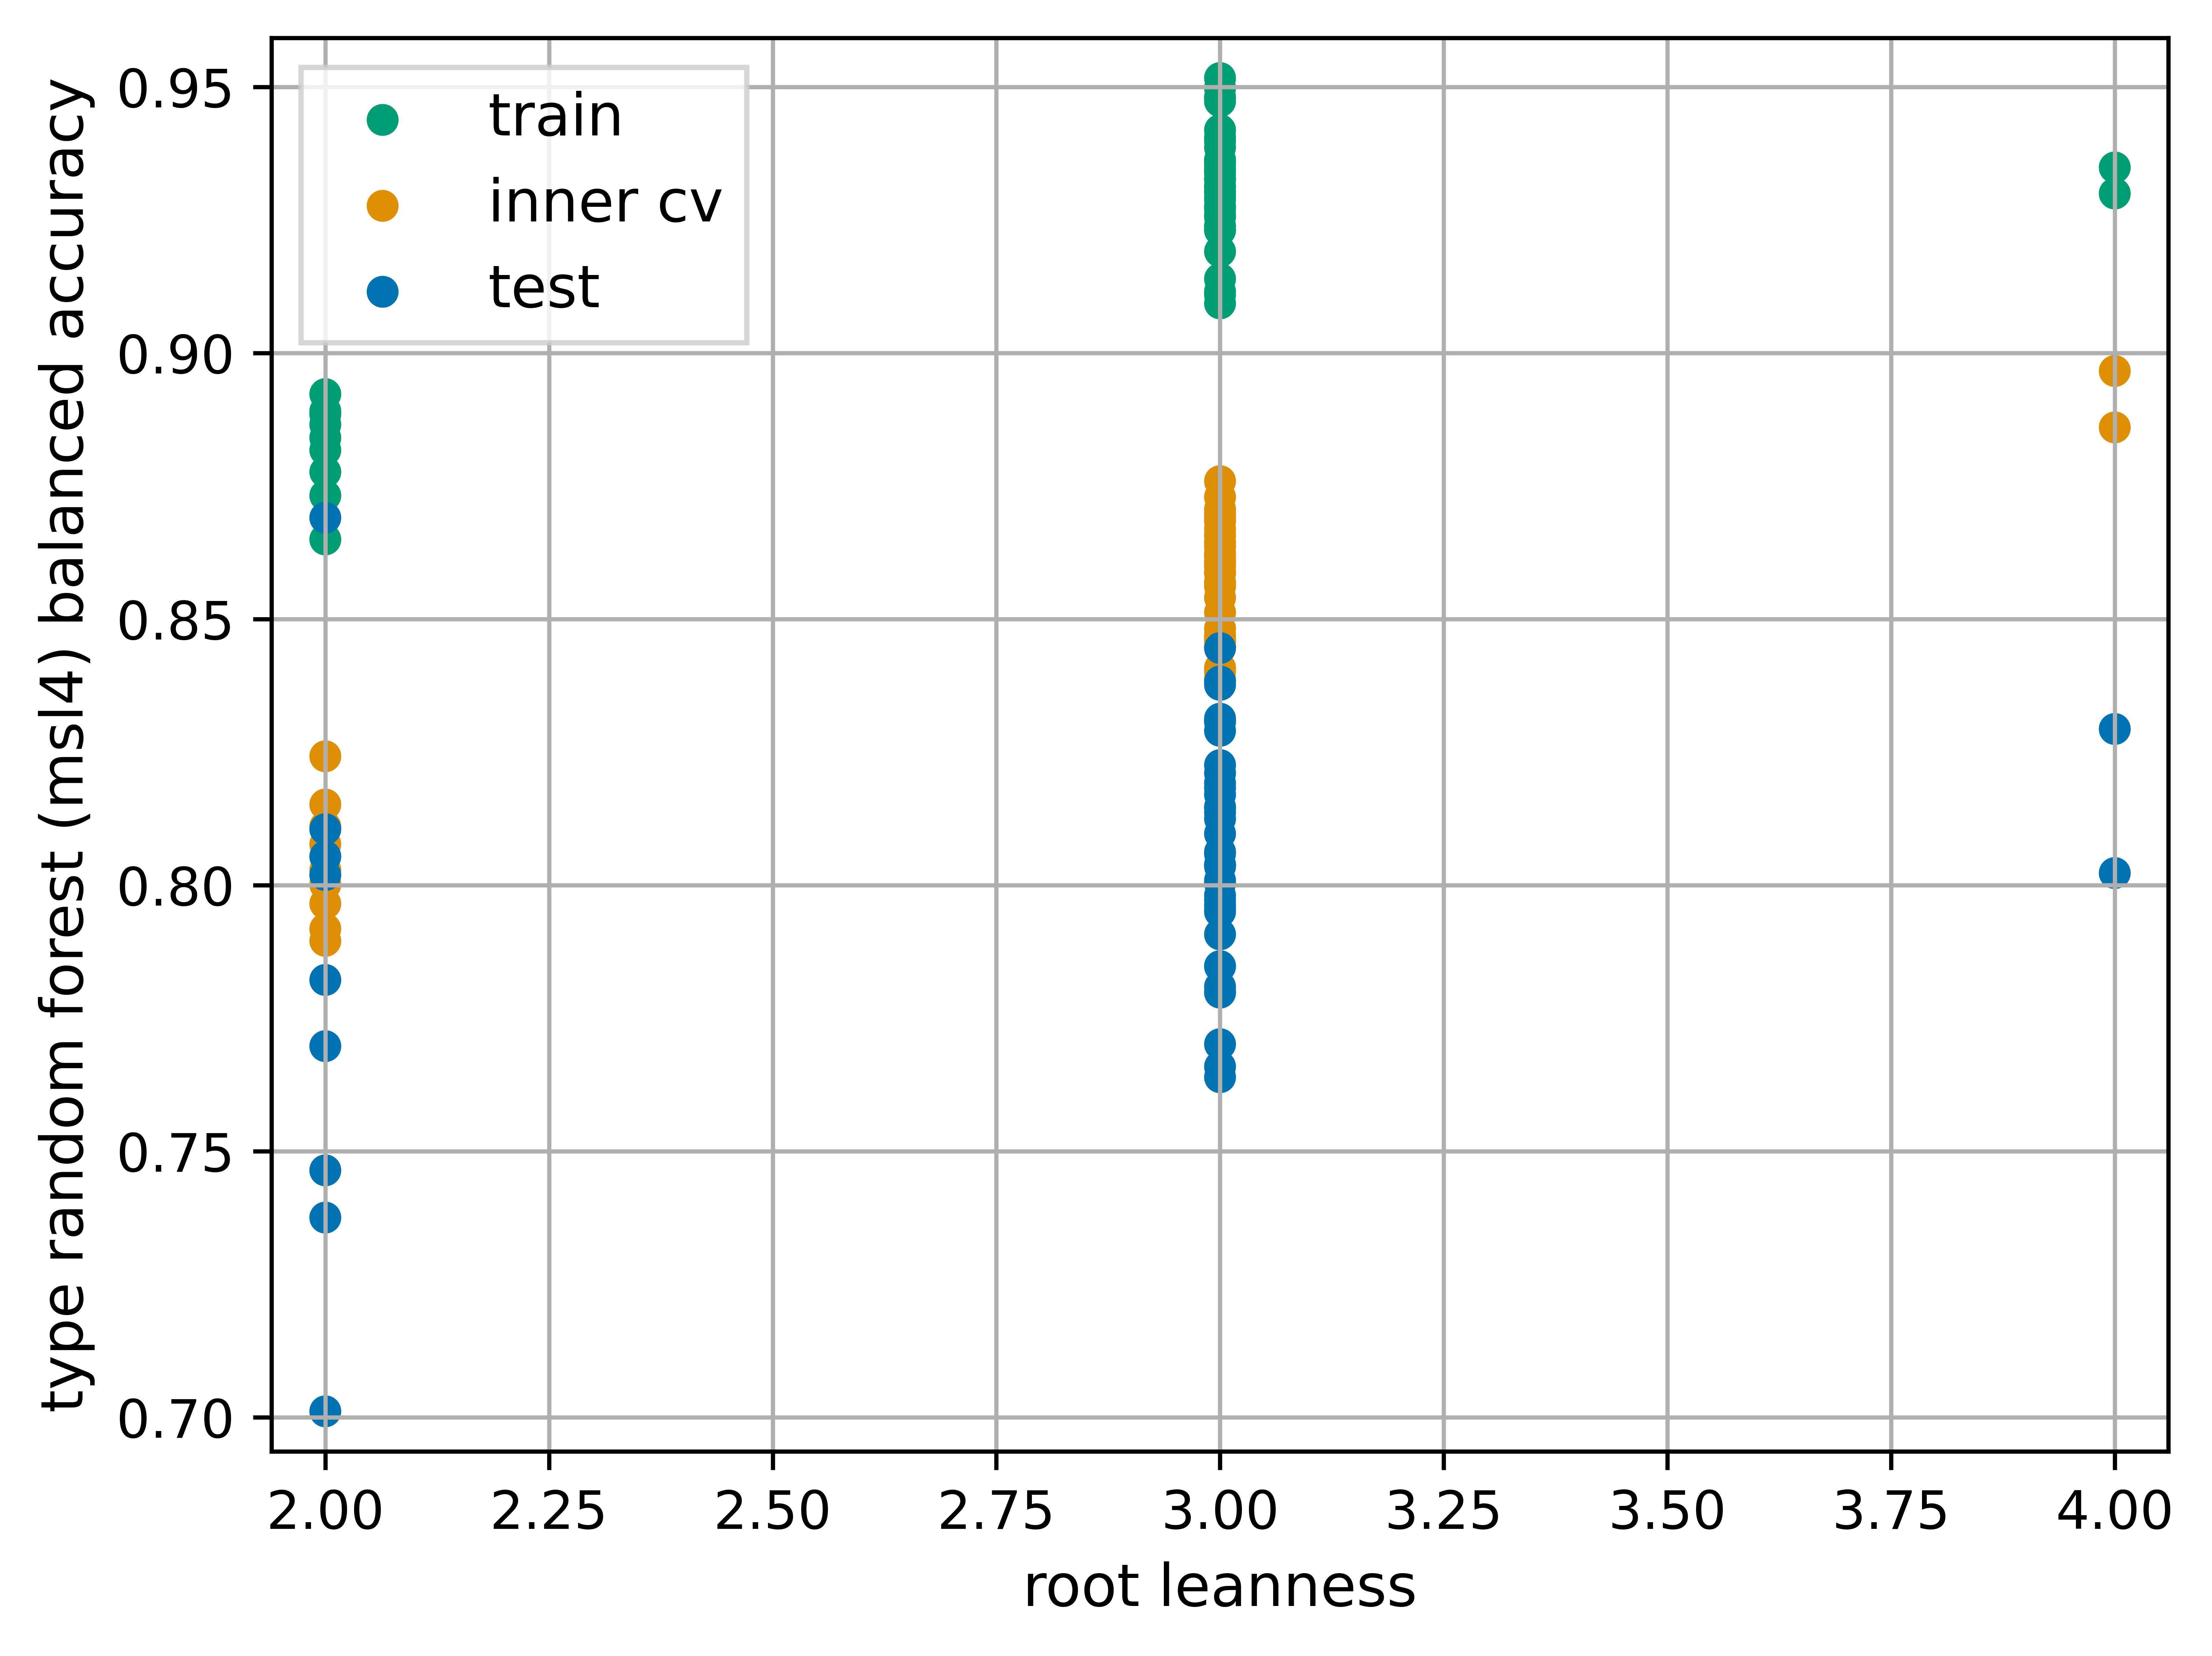 type random forest (msl4) balanced accuracy
0.95
0.90
0.85
0.80
0.75
0.70
train
inner cv
test
2.00 2.25 2.50 2.75 3.00 3.25 3.50 3.75 4.00
root leanness